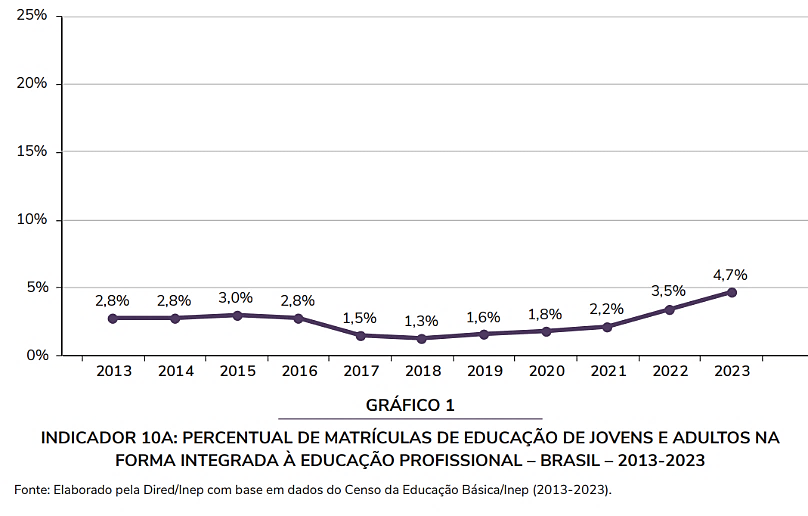 25%
20%
15%
10%
5%
0%
2,8% 2,8% 3,0% 2,8% 1,5% 1,3% 1,6% 1,8% 2,2% 3,5% 4,7%
2013 2014 2015 2016 2017 2018 2019 2020 2021 2022 2023
GRÁFICO 1
INDICADOR 10A: PERCENTUAL DE MATRÍCULAS DE EDUCAÇÃO DE JOVENS E ADULTOS NA
FORMA INTEGRADA À EDUCAÇÃO PROFISSIONAL – BRASIL – 2013-2023
Fonte: Elaborado pela Dired/Inep com base em dados do Censo da Educação Básica/Inep (2013-2023).